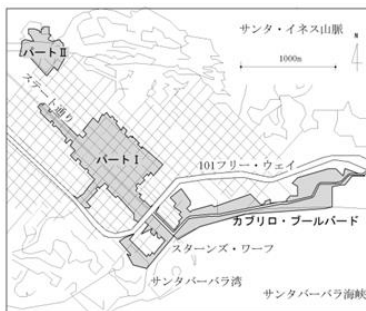 サンタ・イネス山脈
パートⅡ
1000m
N
ステート通り
パートⅠ
101フリー・ウェイ
カブリロ・ブールバード
スターンズ・ワーフ
サンタバーバラ湾
サンタバーバラ海峡